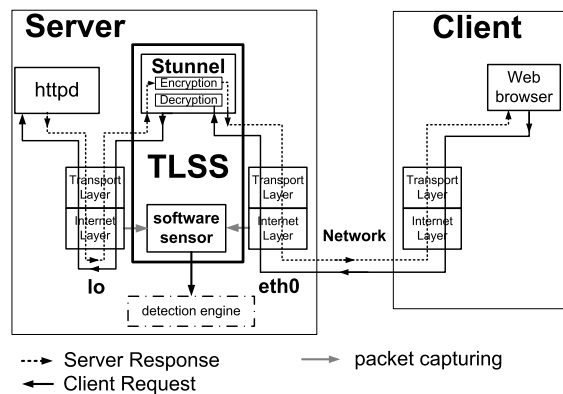 Server
Client
Stunnel
Encryption
Decryption
httpd
Web
browser
TLSS
Transport
Layer
Internet
Layer
Transport
Layer
Internet
Layer
Transport
Layer
Internet
Layer
software
sensor
Network
lo
eth0
detection engine
Server Response
packet capturing
Client Request